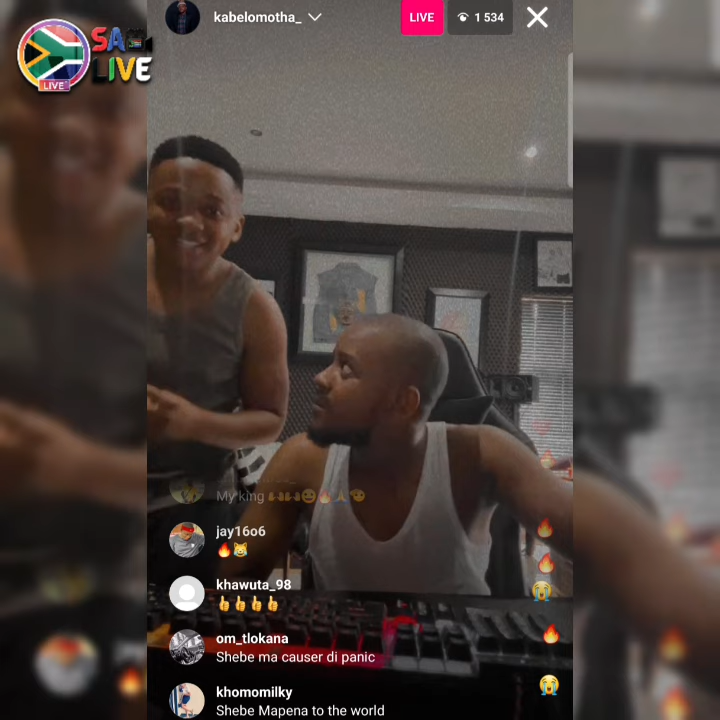 SA
LIVE
LIVE
kabelomotha_
LIVE
1 534
My king
jay16o6
khawuta_98
om_tlokana
Shebe ma causer di panic
khomomilky
Shebe Mapena to the world